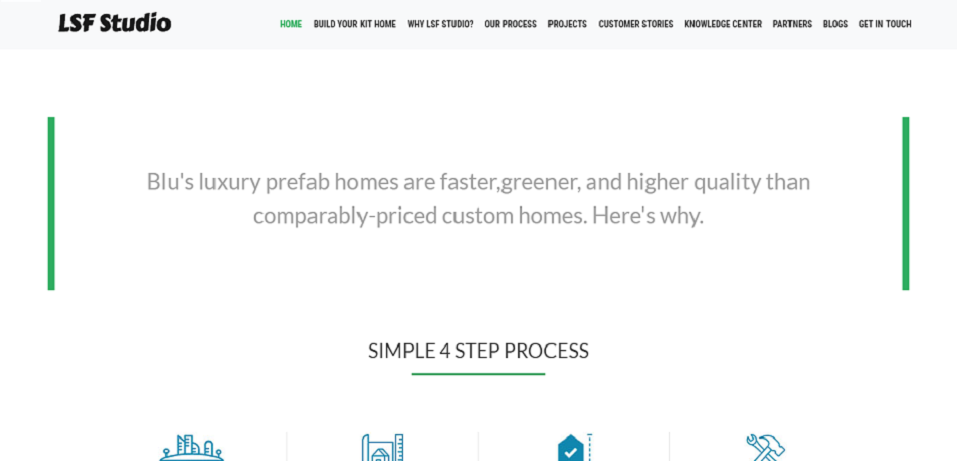 LSF Studio
HOME BUILD YOUR KIT HOME WHY LSF STUDIO? OUR PROCESS PROJECTS CUSTOMER STORIES KNOWLEDGE CENTER PARTNERS BLOGS GET IN TOUCH
Blu's luxury prefab homes are faster,greener, and higher quality than
comparably-priced custom homes. Here's why.
SIMPLE 4 STEP PROCESS